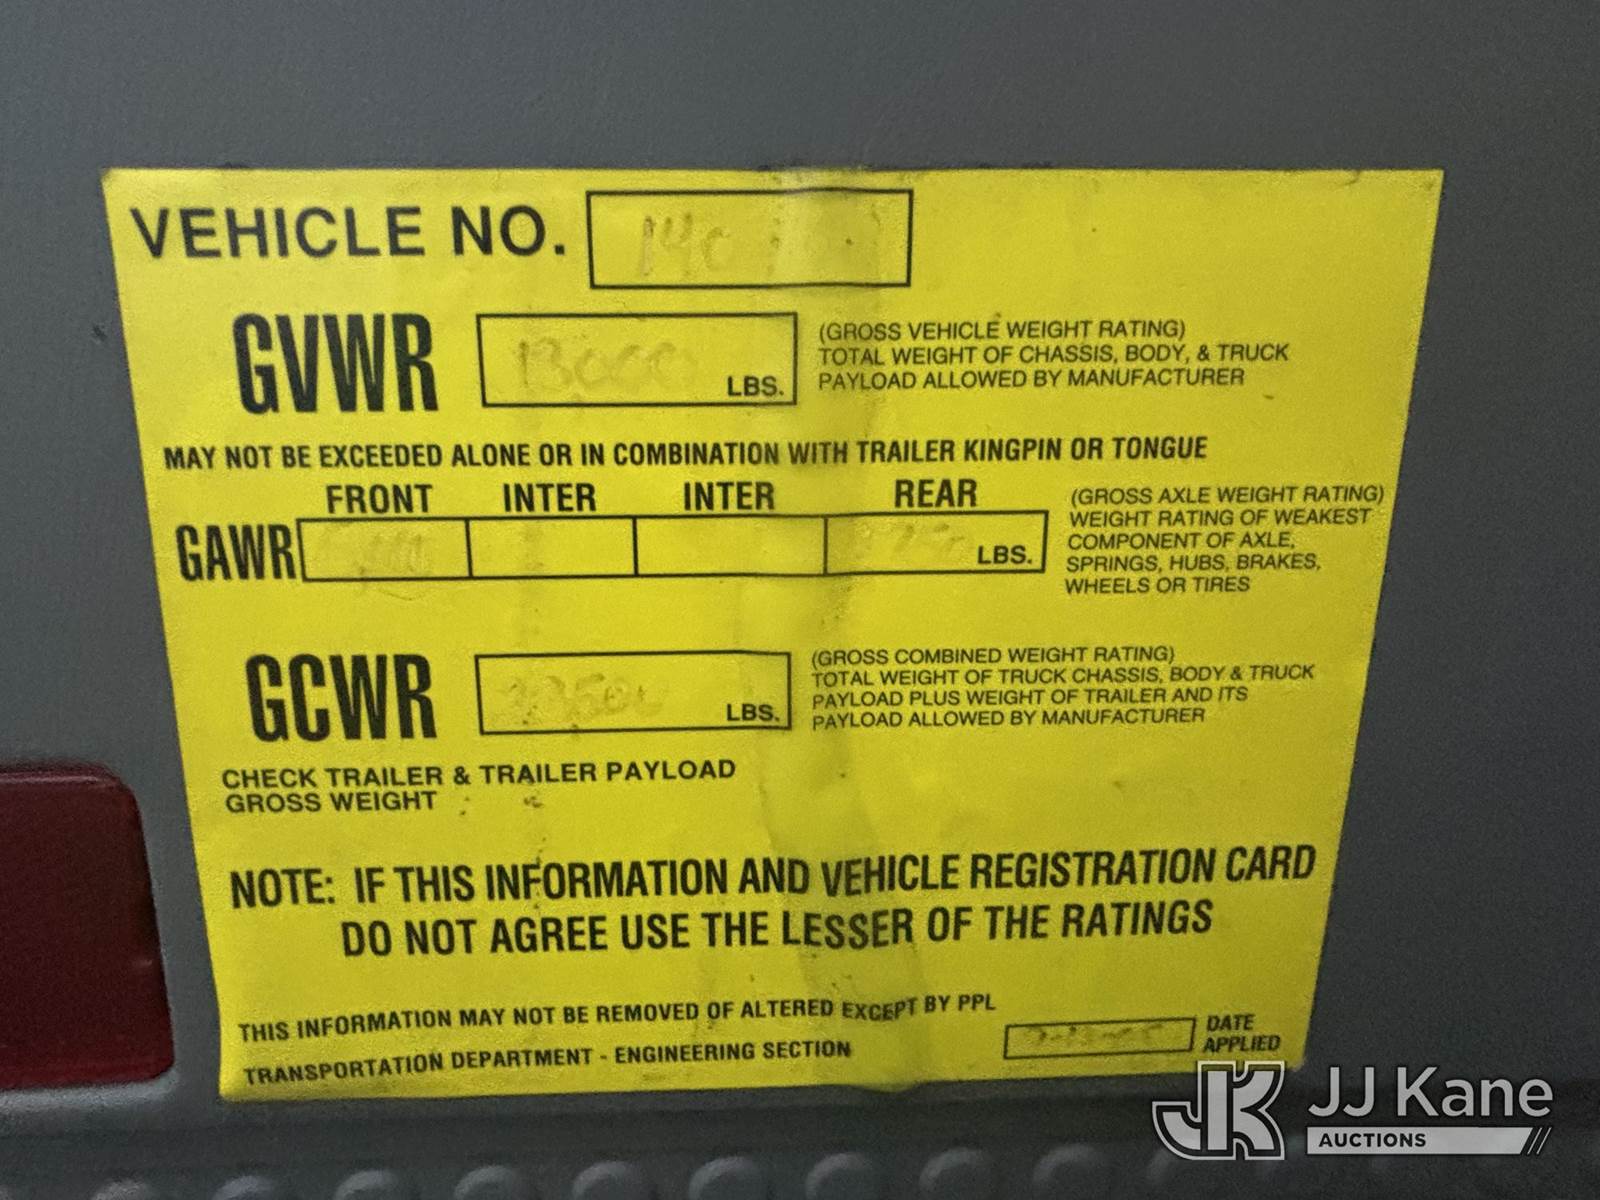 VEHICLE NO. 140
GVWR 13000 LBS.
(GROSS VEHICLE WEIGHT RATING)
TOTAL WEIGHT OF CHASSIS, BODY, & TRUCK
PAYLOAD ALLOWED BY MANUFACTURER
MAY NOT BE EXCEEDED ALONE OR IN COMBINATION WITH TRAILER KINGPIN OR TONGUE
FRONT INTER INTER REAR
GAWR LBS.
(GROSS AXLE WEIGHT RATING)
WEIGHT RATING OF WEAKEST
COMPONENT OF AXLE,
SPRINGS, HUBS, BRAKES,
WHEELS OR TIRES
GCWR LBS.
(GROSS COMBINED WEIGHT RATING)
TOTAL WEIGHT OF TRUCK CHASSIS, BODY & TRUCK
PAYLOAD PLUS WEIGHT OF TRAILER AND ITS
PAYLOAD ALLOWED BY MANUFACTURER
CHECK TRAILER & TRAILER PAYLOAD
GROSS WEIGHT
NOTE: IF THIS INFORMATION AND VEHICLE REGISTRATION CARD
DO NOT AGREE USE THE LESSER OF THE RATINGS
THIS INFORMATION MAY NOT BE REMOVED OF ALTERED EXCEPT BY PPL
TRANSPORTATION DEPARTMENT - ENGINEERING SECTION
DATE
APPLIED
JK JJ Kane
AUCTIONS